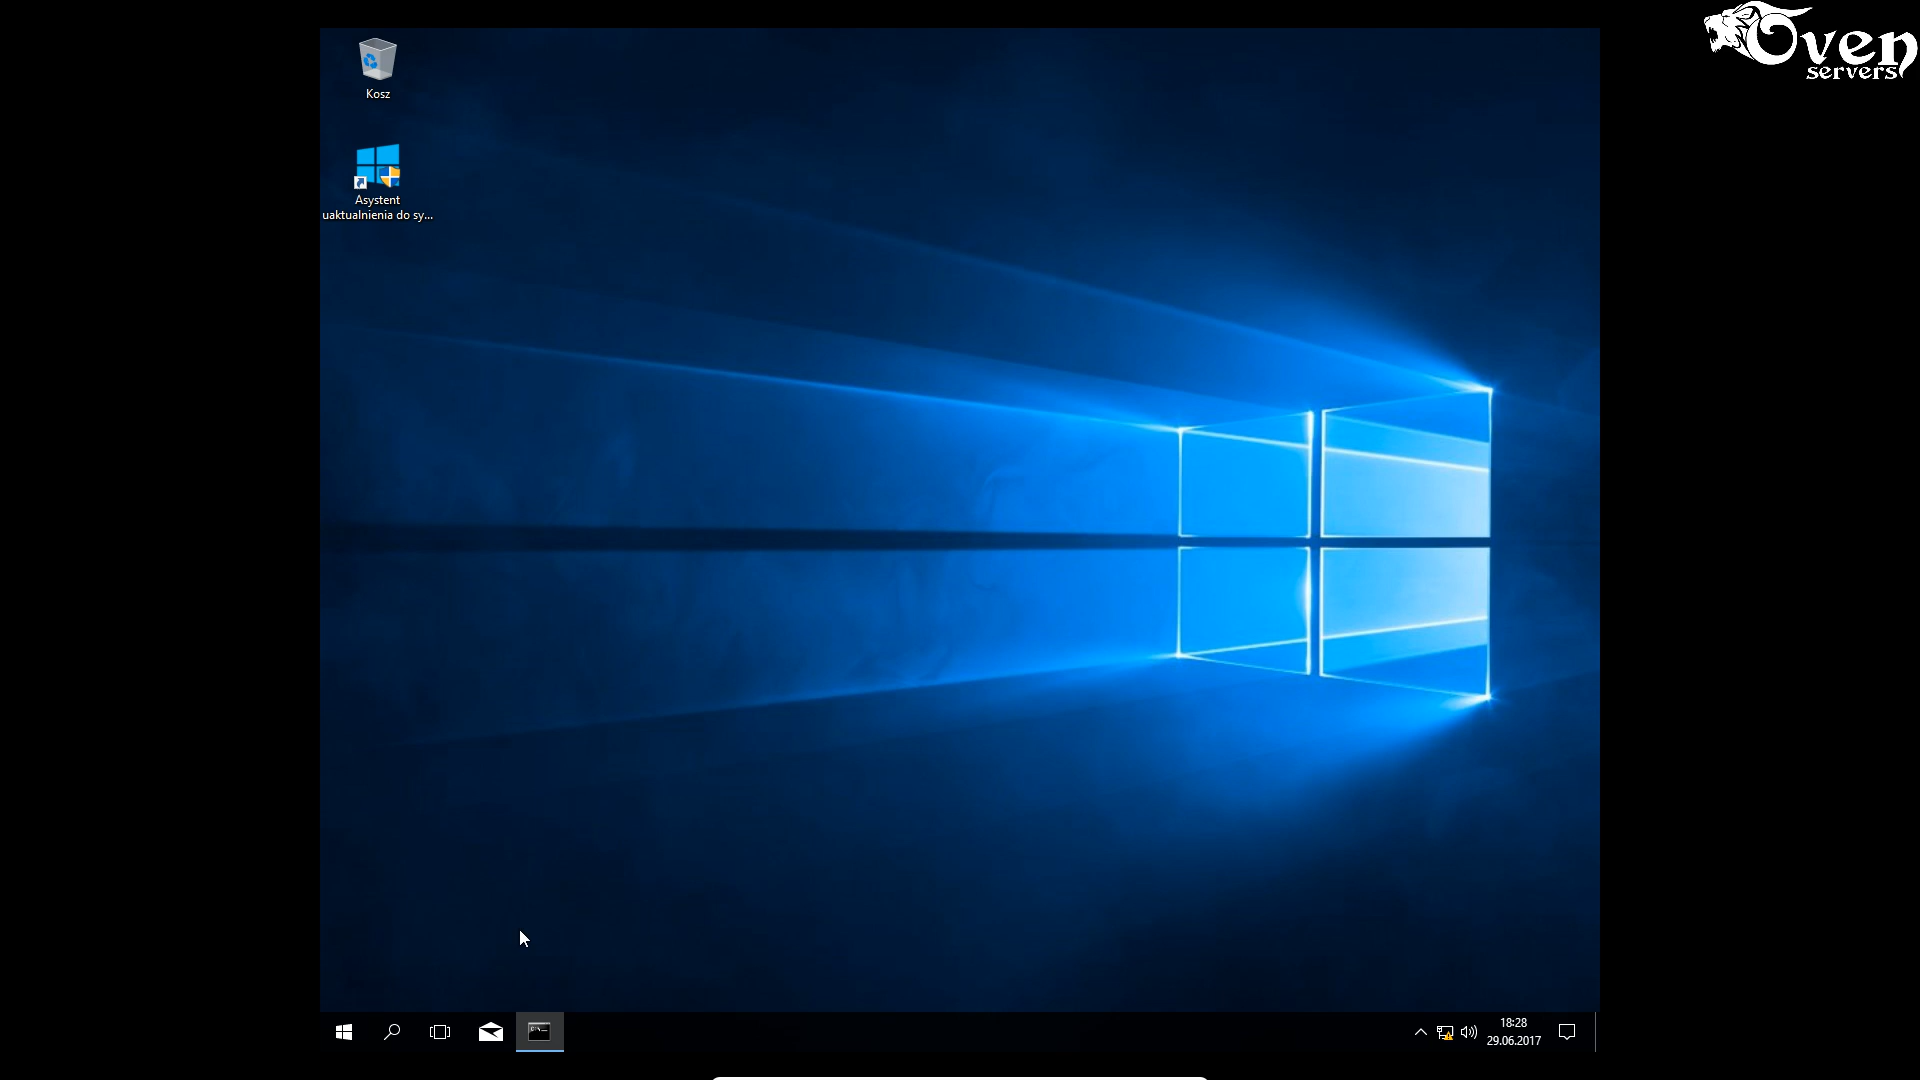 Oven
servers
Kosz
Asystent
uaktualnienia do sy...
18:28
29.06.2017